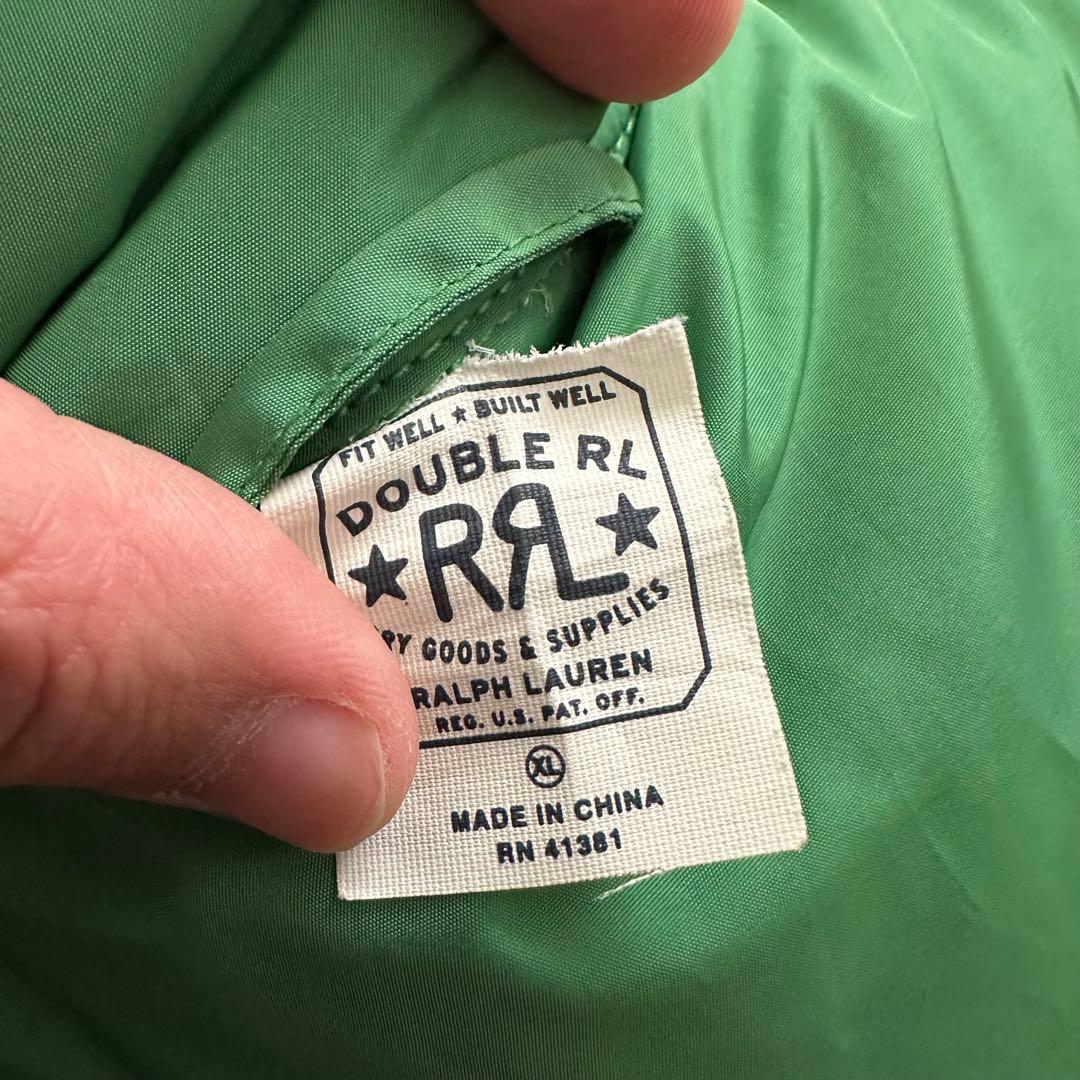 FIT WELL ★ BUILT WELL
DOUBLE RL
★ RRL ★
GOODS & SUPPLIES
RALPH LAUREN
REG. U.S. PAT. OFF.
XL
MADE IN CHINA
RN 41381